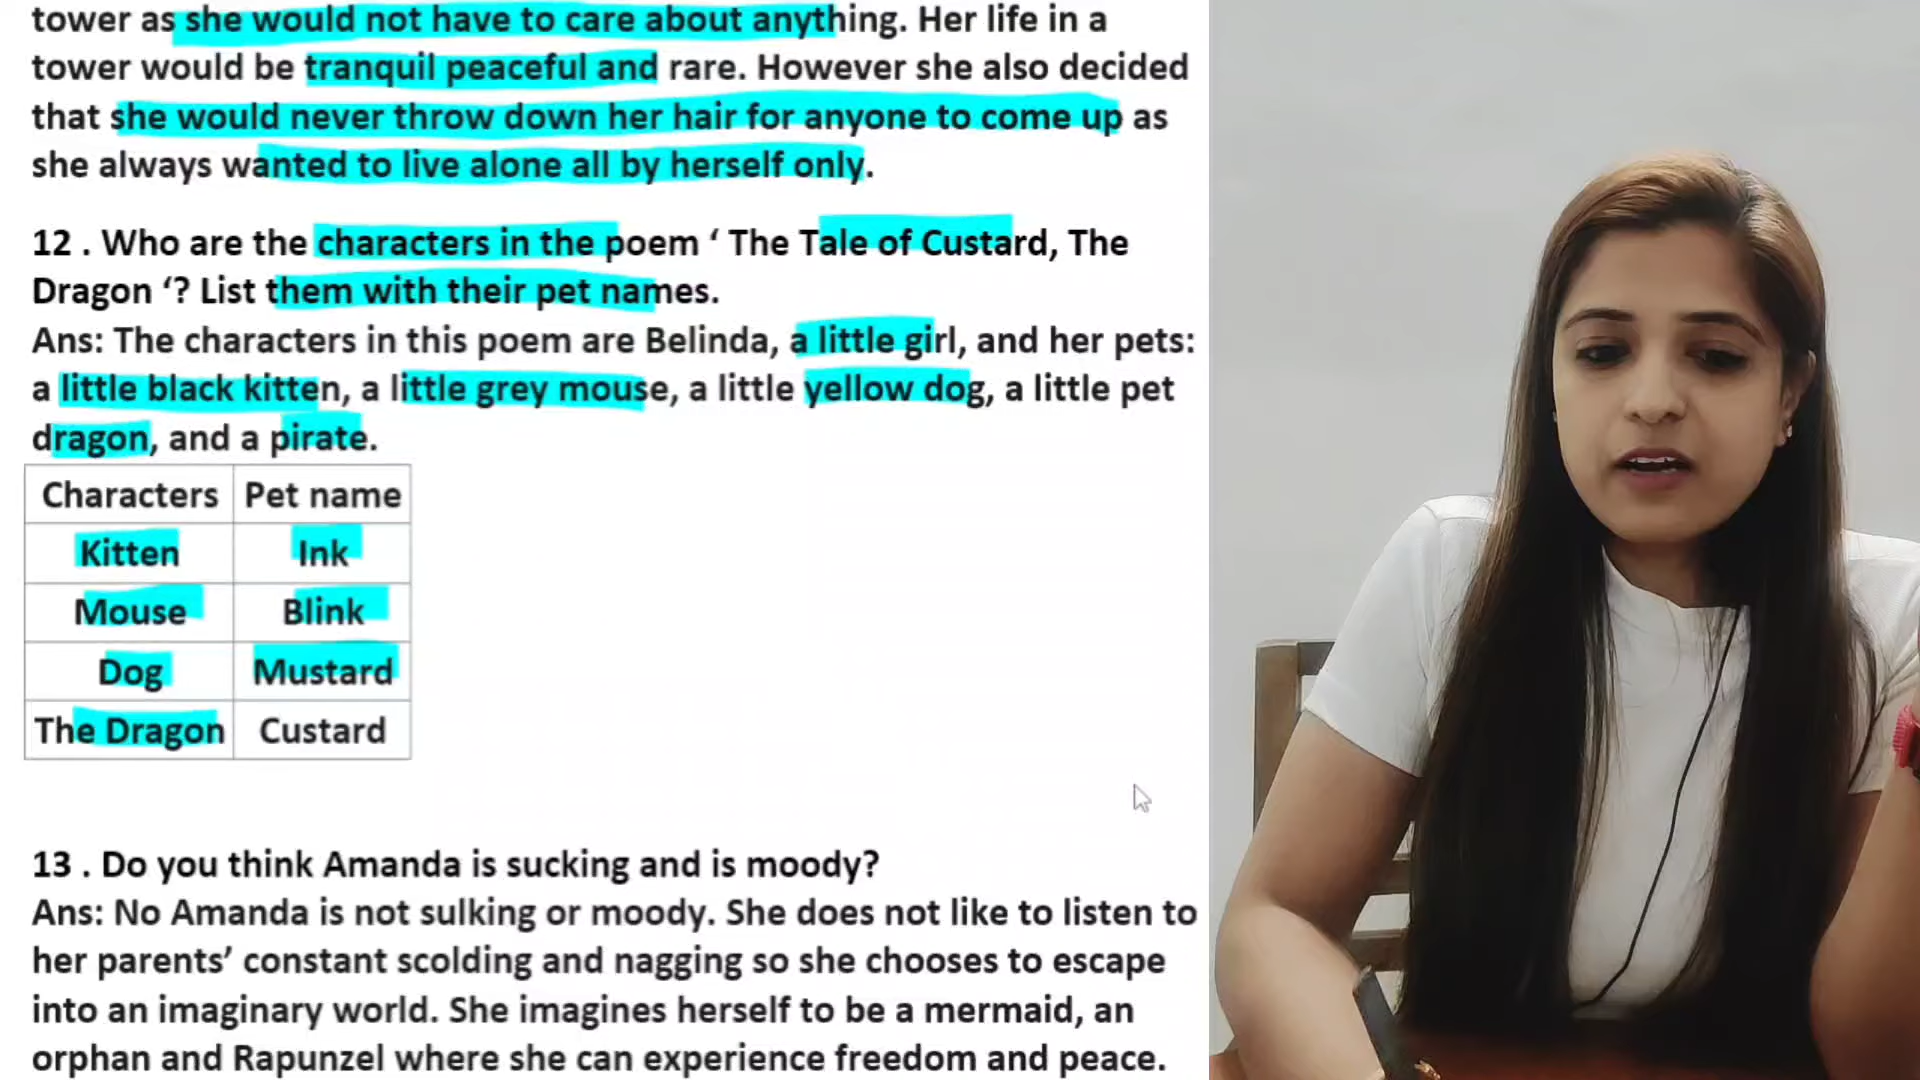 tower as she would not have to care about anything. Her life in a
tower would be tranquil peaceful and rare. However she also decided
that she would never throw down her hair for anyone to come up as
she always wanted to live alone all by herself only.
12 . Who are the characters in the poem ‘ The Tale of Custard, The
Dragon ‘? List them with their pet names.
Ans: The characters in this poem are Belinda, a little girl, and her pets:
a little black kitten, a little grey mouse, a little yellow dog, a little pet
dragon, and a pirate.
Characters Pet name
Kitten Ink
Mouse Blink
Dog Mustard
The Dragon Custard
13 . Do you think Amanda is sucking and is moody?
Ans: No Amanda is not sulking or moody. She does not like to listen to
her parents’ constant scolding and nagging so she chooses to escape
into an imaginary world. She imagines herself to be a mermaid, an
orphan and Rapunzel where she can experience freedom and peace.